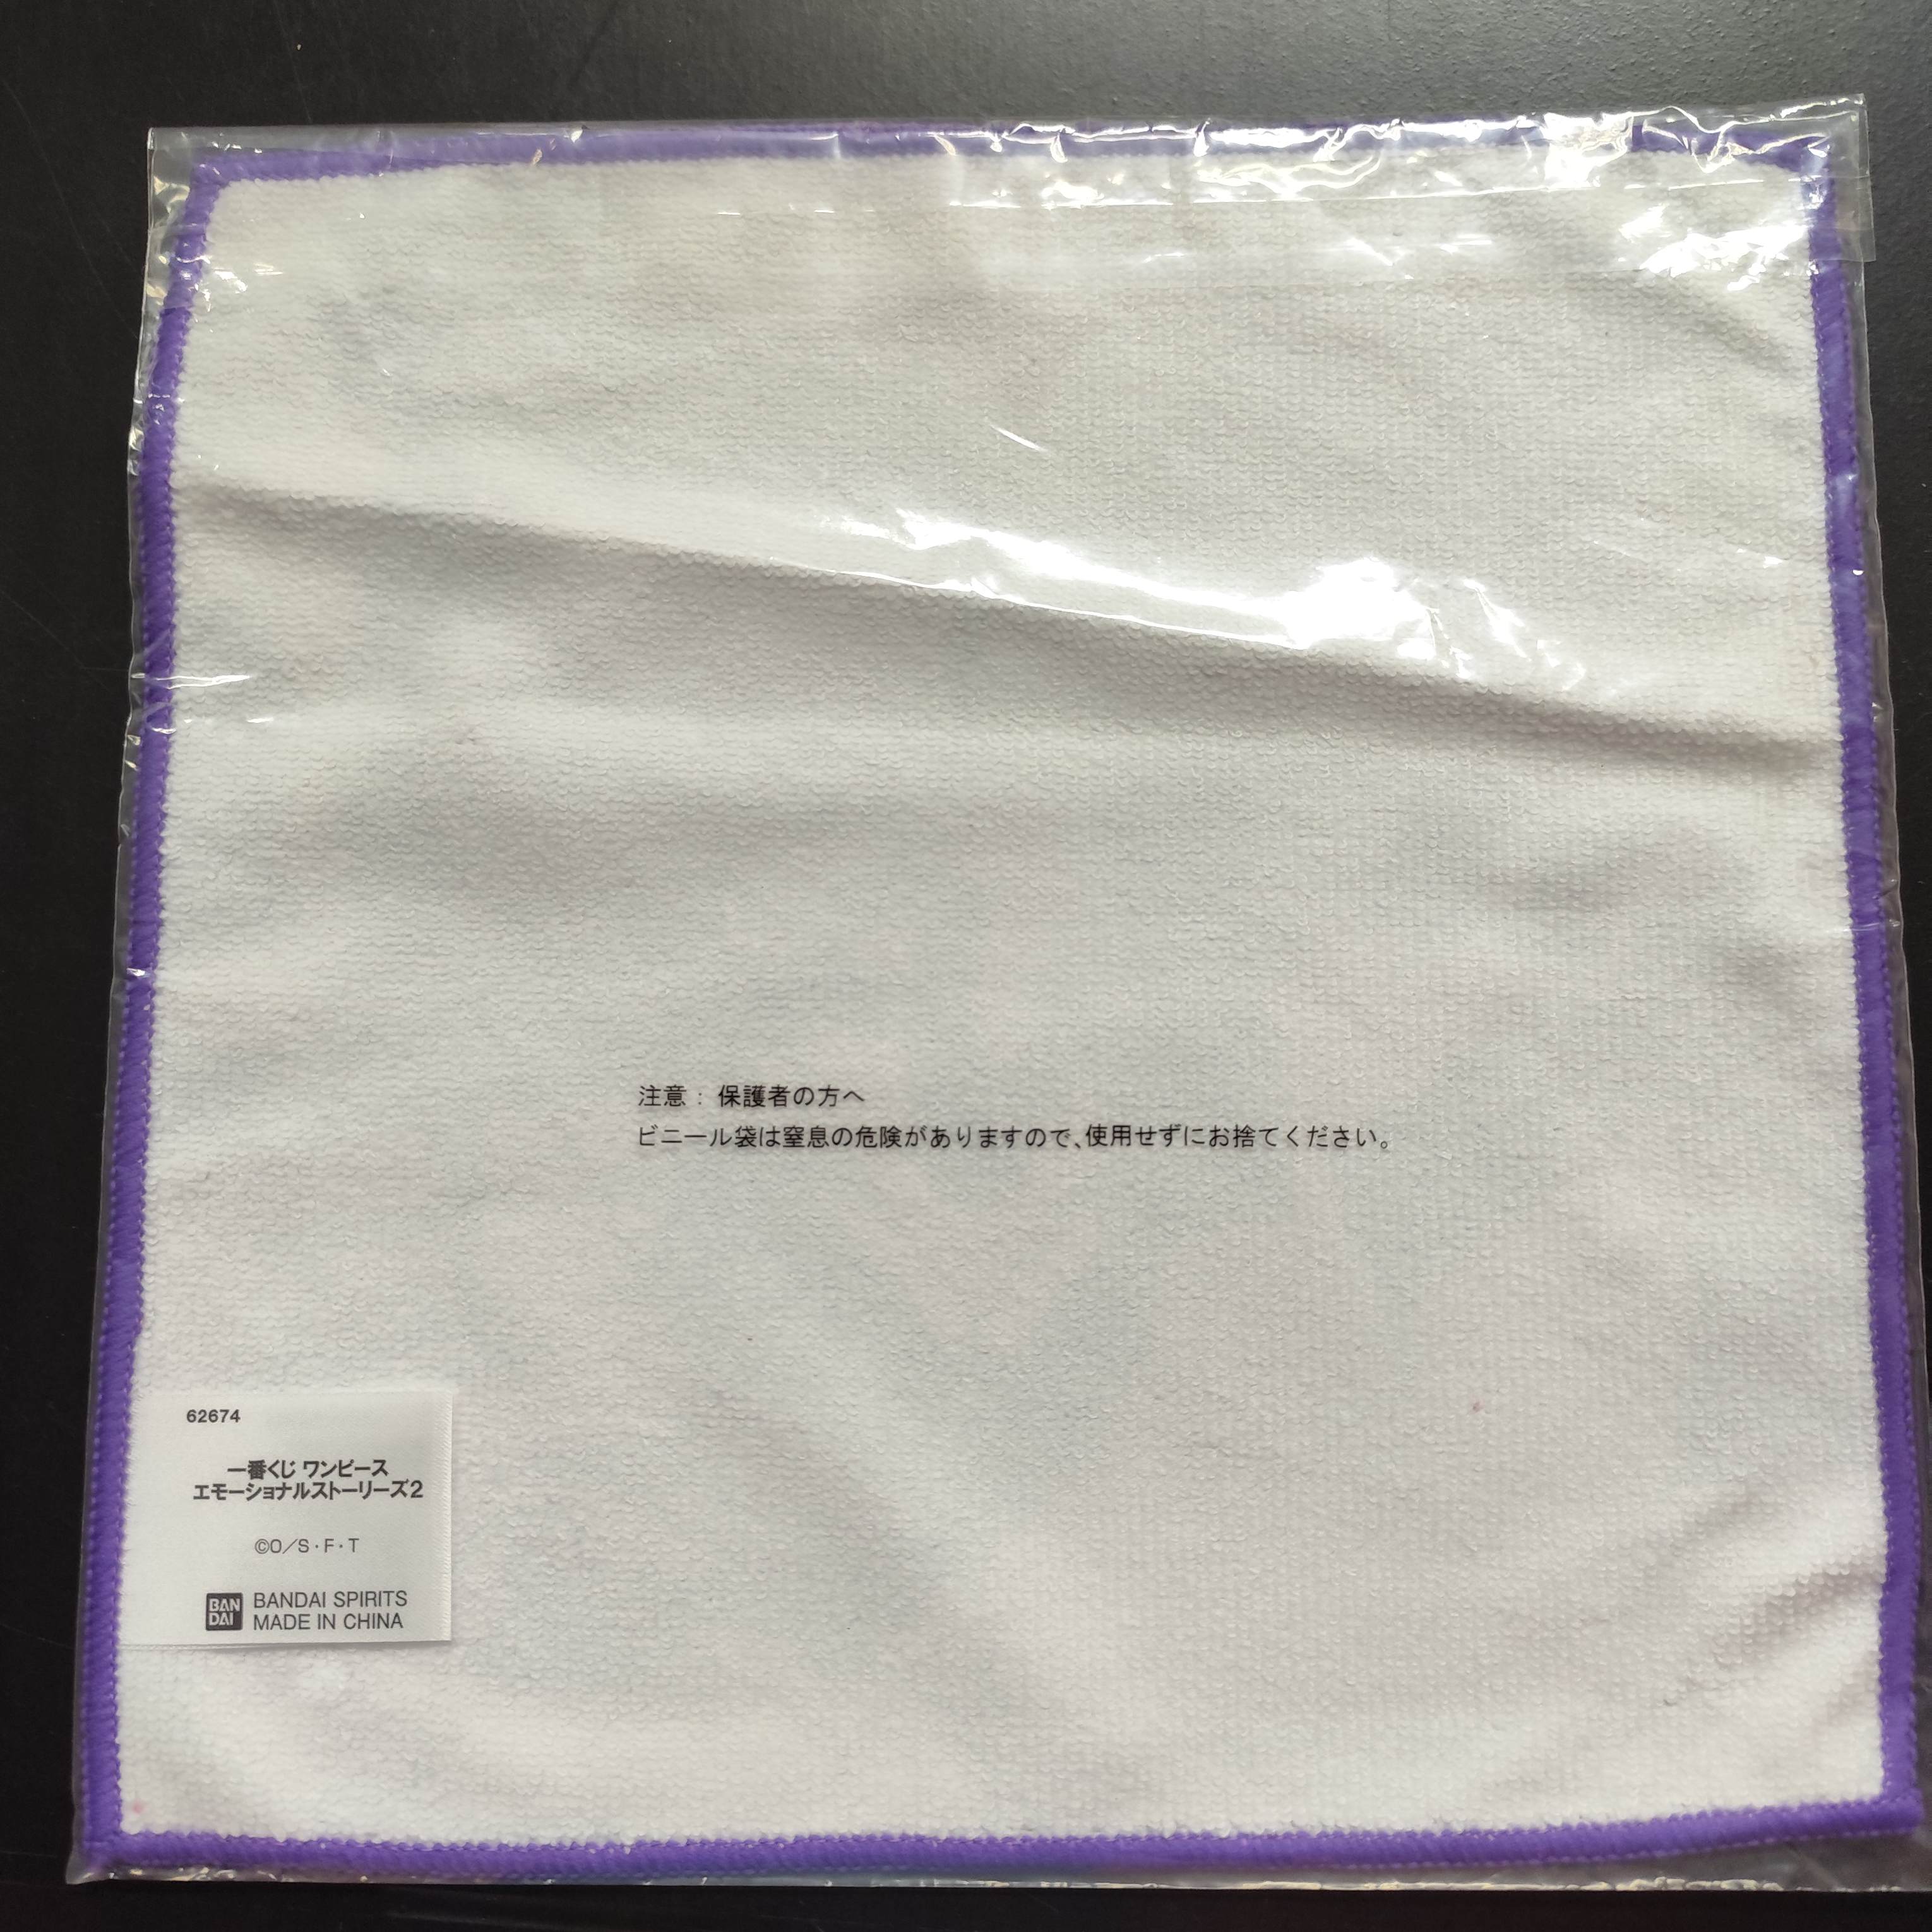 注意：保護者の方へ
ビニール袋は窒息の危険がありますので、使用せずにお捨てください。
62674
一番くじ ワンピース
エモーショナルストーリーズ2
©O/S・F・T
BAN
DAI
BANDAI SPIRITS
MADE IN CHINA